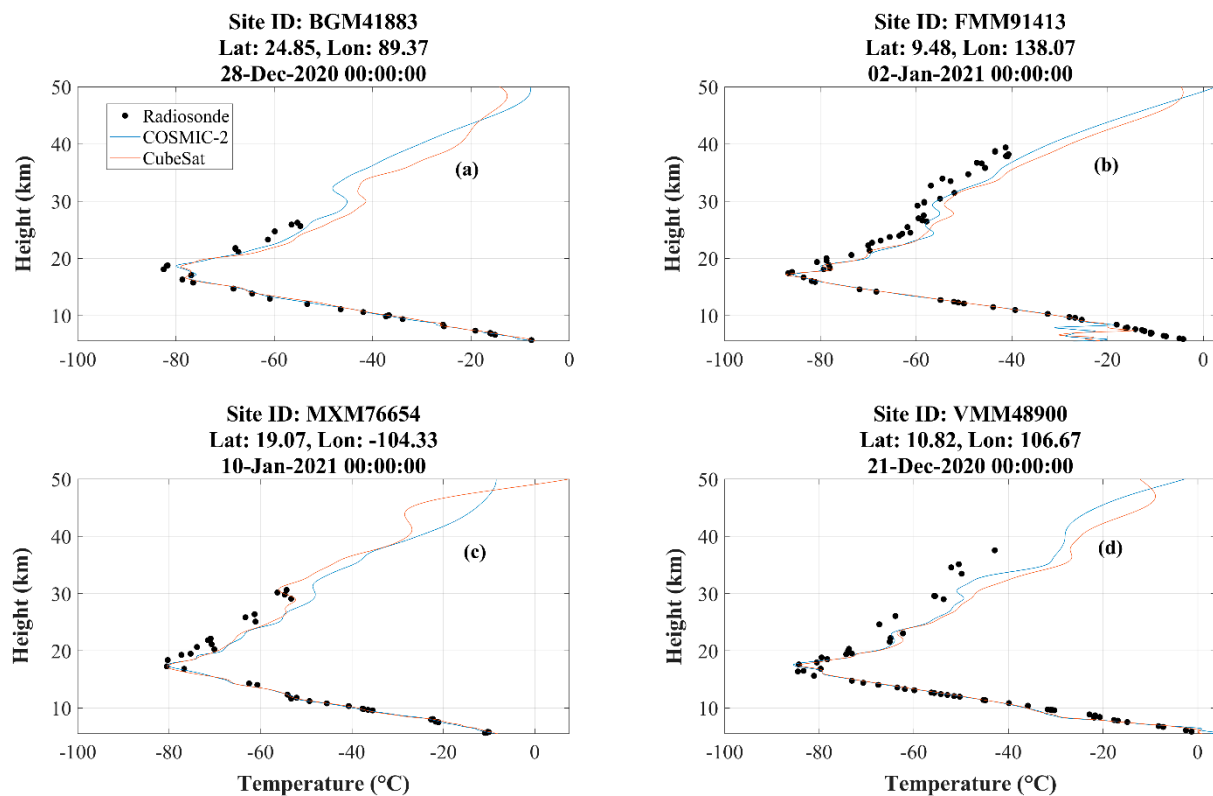 Site ID: BGM41883
Lat: 24.85, Lon: 89.37
28-Dec-2020 00:00:00
50
40
30
20
10
Height (km)
Radiosonde
COSMIC-2
CubeSat
(a)
-100
-80
-60
-40
-20
0
Site ID: FMM91413
Lat: 9.48, Lon: 138.07
02-Jan-2021 00:00:00
50
40
30
20
10
Height (km)
(b)
-100
-80
-60
-40
-20
0
Site ID: MXM76654
Lat: 19.07, Lon: -104.33
10-Jan-2021 00:00:00
50
40
30
20
10
Height (km)
(c)
-100
-80
-60
-40
-20
0
Temperature (°C)
Site ID: VMM48900
Lat: 10.82, Lon: 106.67
21-Dec-2020 00:00:00
50
40
30
20
10
Height (km)
(d)
-100
-80
-60
-40
-20
0
Temperature (°C)